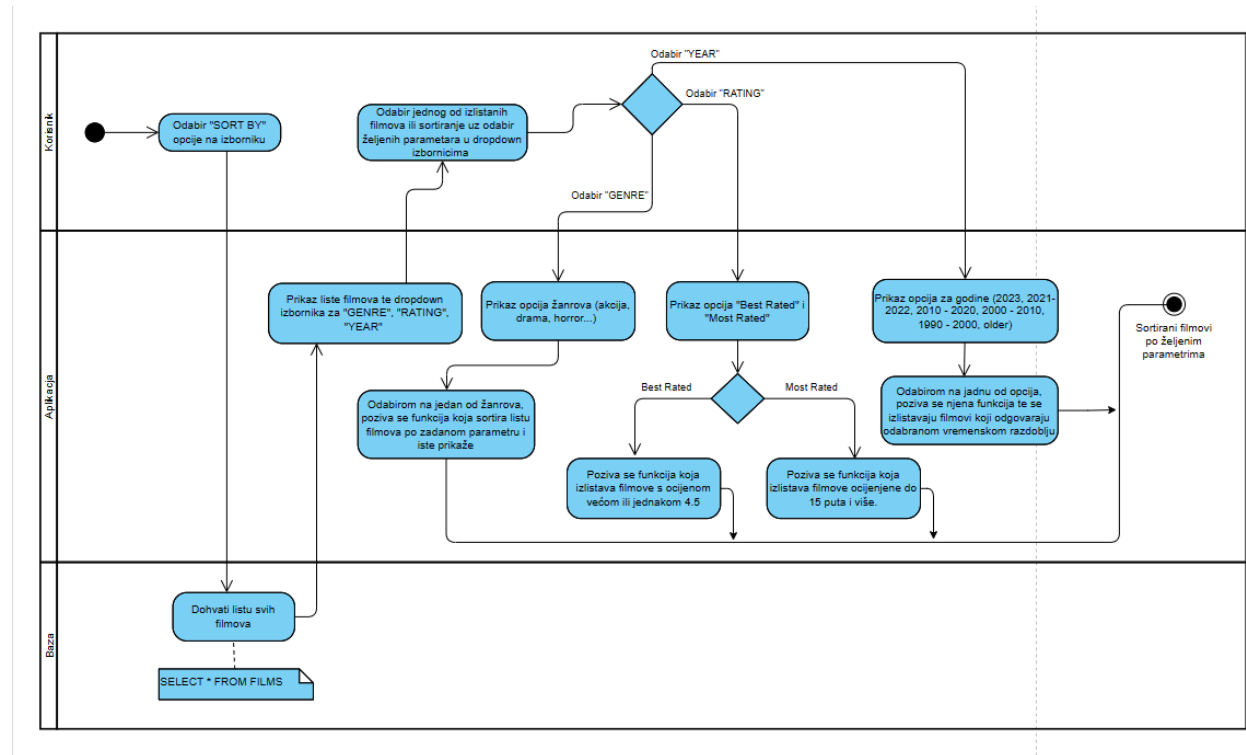 Korisnik
Odabir "SORT BY"
opcije na izborniku
Odabir jednog od izlistanih
filmova ili sortiranje uz odabir
željenih parametara u dropdown
izbornicima
Odabir "YEAR"
Odabir "RATING"
Odabir "GENRE"
Aplikacija
Prikaz liste filmova te dropdown
izbornika za "GENRE", "RATING",
"YEAR"
Prikaz opcija žanrova (akcija,
drama, horror...)
Prikaz opcija "Best Rated" i
"Most Rated"
Prikaz opcija za godine (2023, 2021-
2022, 2010 - 2020, 2000 - 2010,
1990 - 2000, older)
Sortirani filmovi
po željenim
parametrima
Odabirom na jedan od žanrova,
poziva se funkcija koja sortira listu
filmova po zadanom parametru i
iste prikaže
Best Rated
Most Rated
Odabirom na jadnu od opcija,
poziva se njena funkcija te se
izlistavaju filmovi koji odgovaraju
odabranom vremenskom razdoblju
Poziva se funkcija koja
izlistava filmove s ocijenom
većom ili jednakom 4.5
Poziva se funkcija koja
izlistava filmove ocijenjene do
15 puta i više.
Baza
Dohvati listu svih
filmova
SELECT * FROM FILMS